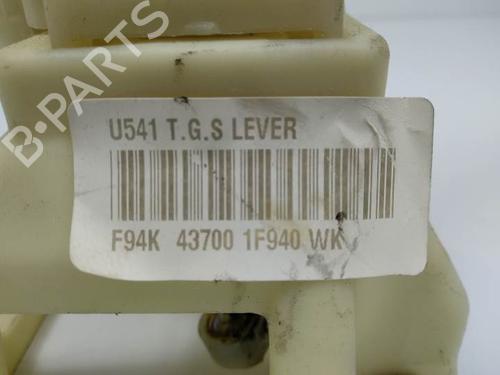 B-PARTS
U541 T.G.S LEVER
F94K 43700 1F940 WK